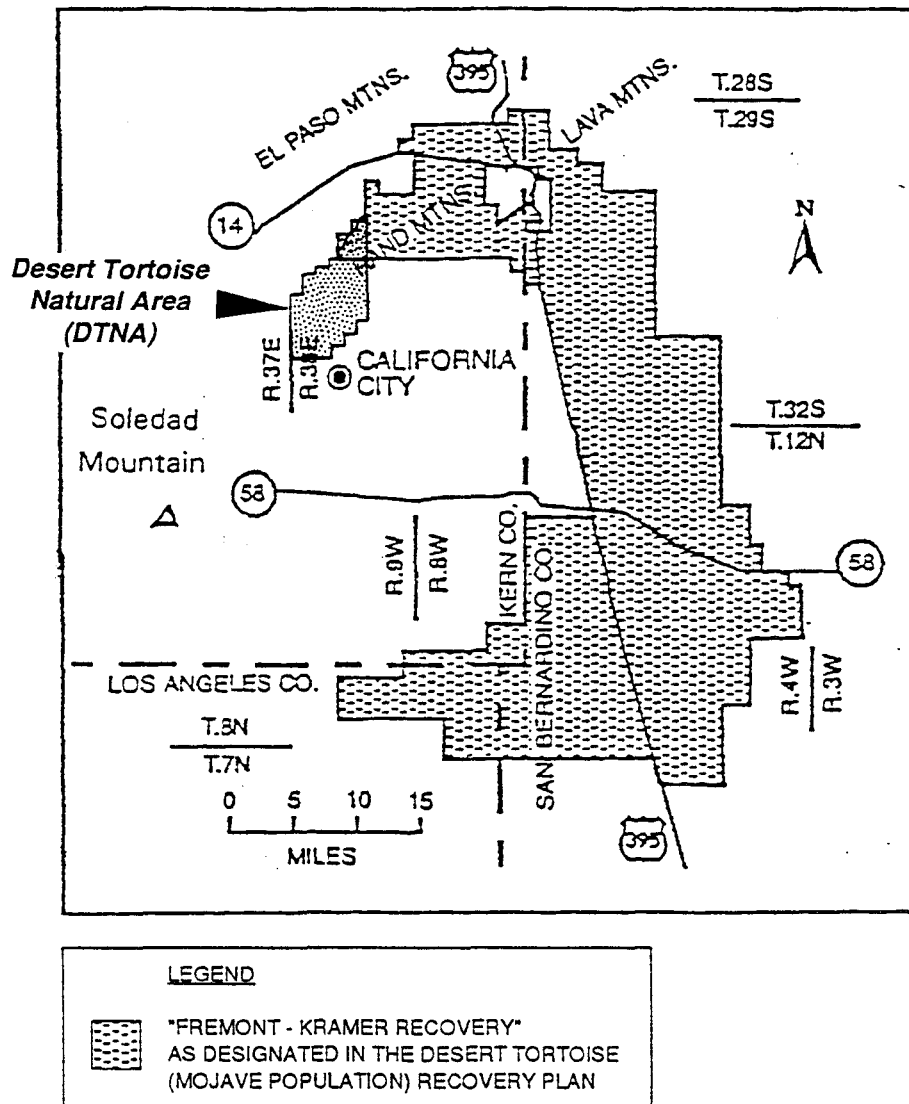 395
EL PASO MTNS.
LAVA MTNS.
T.28S
T.29S
14
RAND MTNS.
N
Desert Tortoise
Natural Area
(DTNA)
R.37E
R.38E
CALIFORNIA
CITY
Soledad
Mountain
T.32S
T.12N
58
R.9W
R.8W
KERN CO.
SAN BERNARDINO CO
58
LOS ANGELES CO.
R.4W
R.3W
T.8N
T.7N
0 5 10 15
MILES
395
LEGEND
"FREMONT - KRAMER RECOVERY"
AS DESIGNATED IN THE DESERT TORTOISE
(MOJAVE POPULATION) RECOVERY PLAN